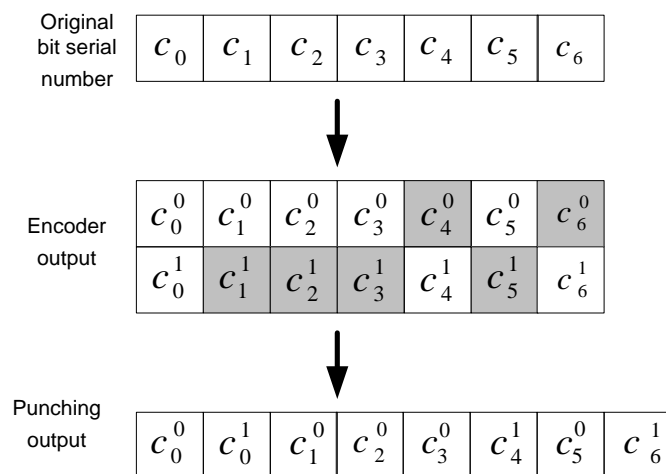 Original
bit serial
number
c₀ c₁ c₂ c₃ c₄ c₅ c₆
Encoder
output
c₀⁰ c₁⁰ c₂⁰ c₃⁰ c₄⁰ c₅⁰ c₆⁰
c₀¹ c₁¹ c₂¹ c₃¹ c₄¹ c₅¹ c₆¹
Punching
output
c₀⁰ c₀¹ c₁⁰ c₂⁰ c₃⁰ c₄¹ c₅⁰ c₆¹